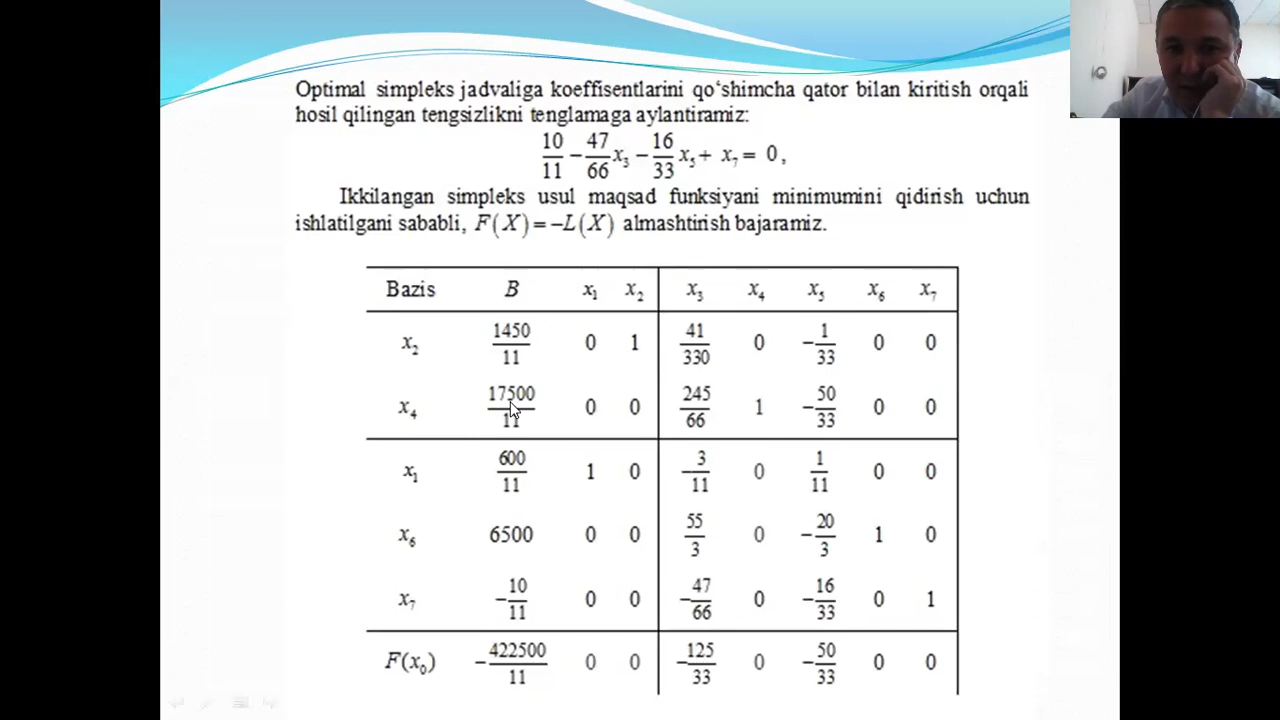 Optimal simpleks jadvaliga koeffisentlarini qo‘shimcha qator bilan kiritish orqali
hosil qilingan tengsizlikni tenglamaga aylantiramiz:
10/11 − 47/66 x₃ − 16/33 x₅ + x₇ = 0,
Ikkilangan simpleks usul maqsad funksiyani minimumini qidirish uchun
ishlatilgani sababli, F(X) = −L(X) almashtirish bajaramiz.
Bazis B x₁ x₂ x₃ x₄ x₅ x₆ x₇
x₂ 1450/11 0 1 41/330 0 −1/33 0 0
x₄ 17500/11 0 0 245/66 1 −50/33 0 0
x₁ 600/11 1 0 −3/11 0 1/11 0 0
x₆ 6500 0 0 55/3 0 −20/3 1 0
x₇ −10/11 0 0 −47/66 0 −16/33 0 1
F(x₀) −422500/11 0 0 −125/33 0 −50/33 0 0